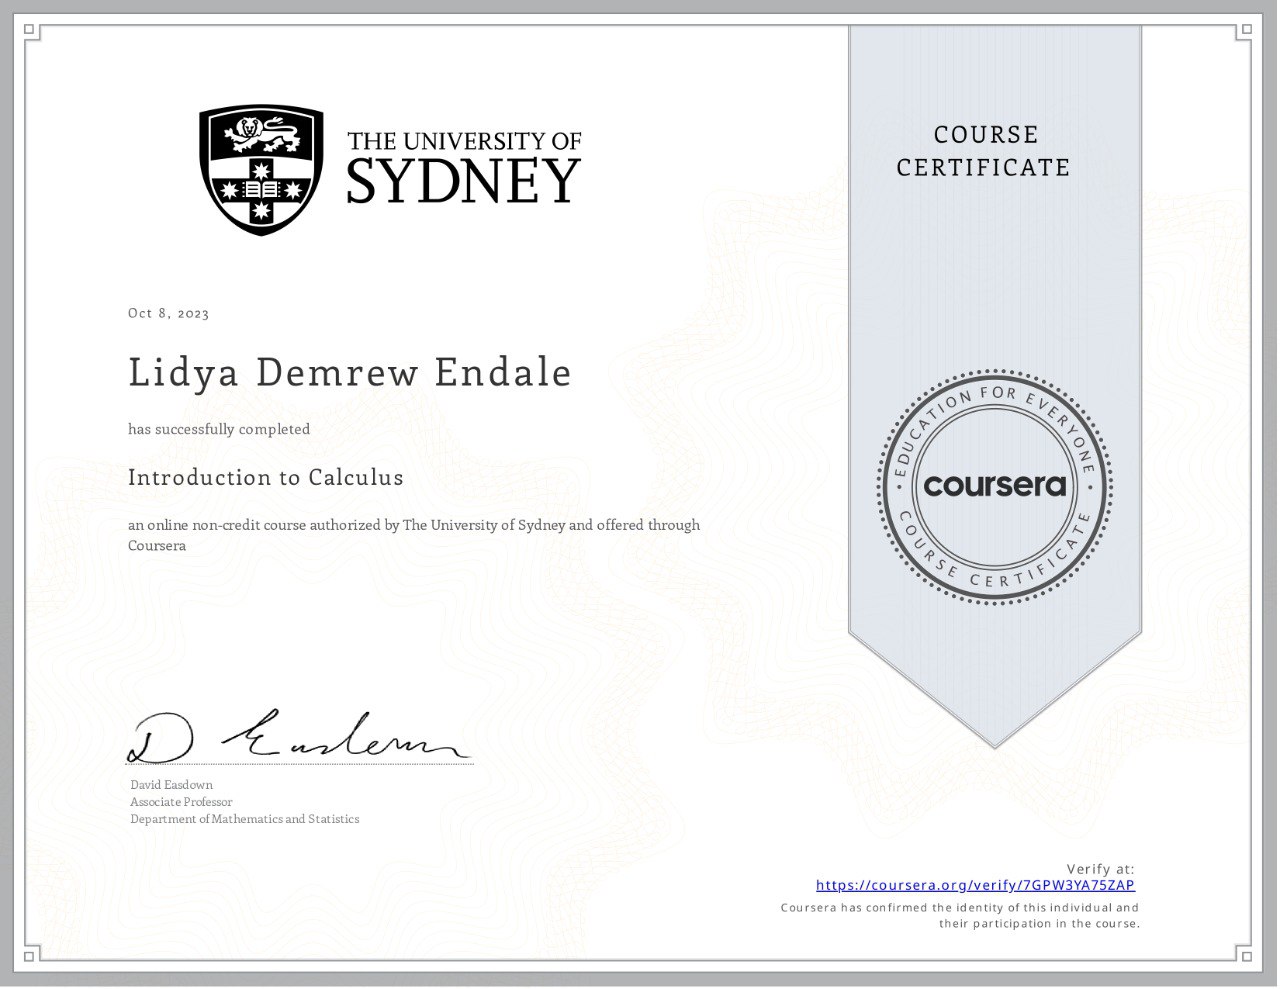 THE UNIVERSITY OF
SYDNEY
COURSE
CERTIFICATE
Oct 8, 2023
Lidya Demrew Endale
has successfully completed
Introduction to Calculus
an online non-credit course authorized by The University of Sydney and offered through
Coursera
EDUCATION FOR EVERYONE
coursera
COURSE CERTIFICATE
D Easdown
David Easdown
Associate Professor
Department of Mathematics and Statistics
Verify at:
https://coursera.org/verify/7GPW3YA75ZAP
Coursera has confirmed the identity of this individual and
their participation in the course.